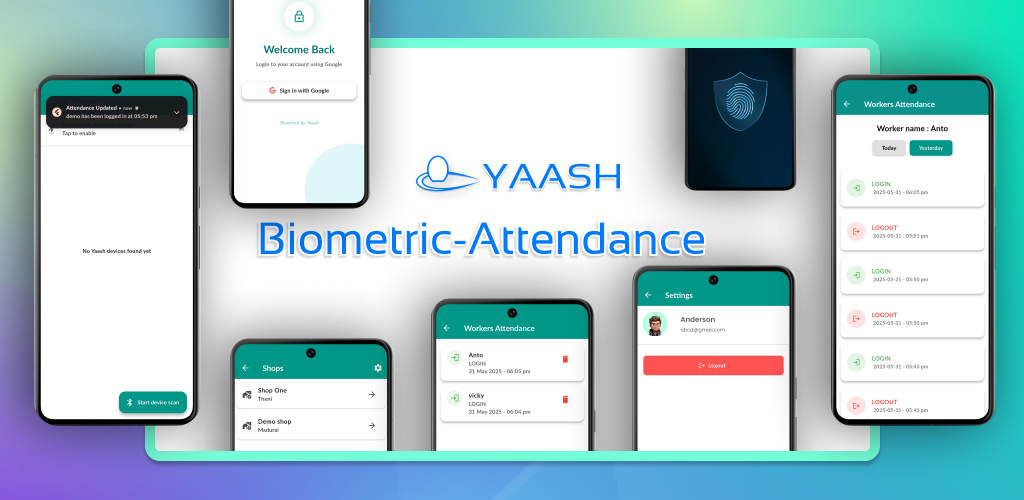 Attendance Updated • now
demo has been logged in at 05:53 pm
Tap to enable
No Yaash devices found yet
Start device scan
Welcome Back
Login to your account using Google
Sign in with Google
Powered by Yaash
YAASH
Biometric-Attendance
Shops
Shop One
Theni
Demo shop
Madurai
Workers Attendance
Anto
LOGIN
31 May 2025 - 06:05 pm
vicky
LOGIN
31 May 2025 - 06:04 pm
Settings
Anderson
abcd@gmail.com
Logout
Workers Attendance
Worker name : Anto
Today
Yesterday
LOGIN
2025-05-31 - 06:05 pm
LOGOUT
2025-05-31 - 05:51 pm
LOGIN
2025-05-31 - 05:50 pm
LOGOUT
2025-05-31 - 05:50 pm
LOGIN
2025-05-31 - 05:43 pm
LOGOUT
2025-05-31 - 05:41 pm